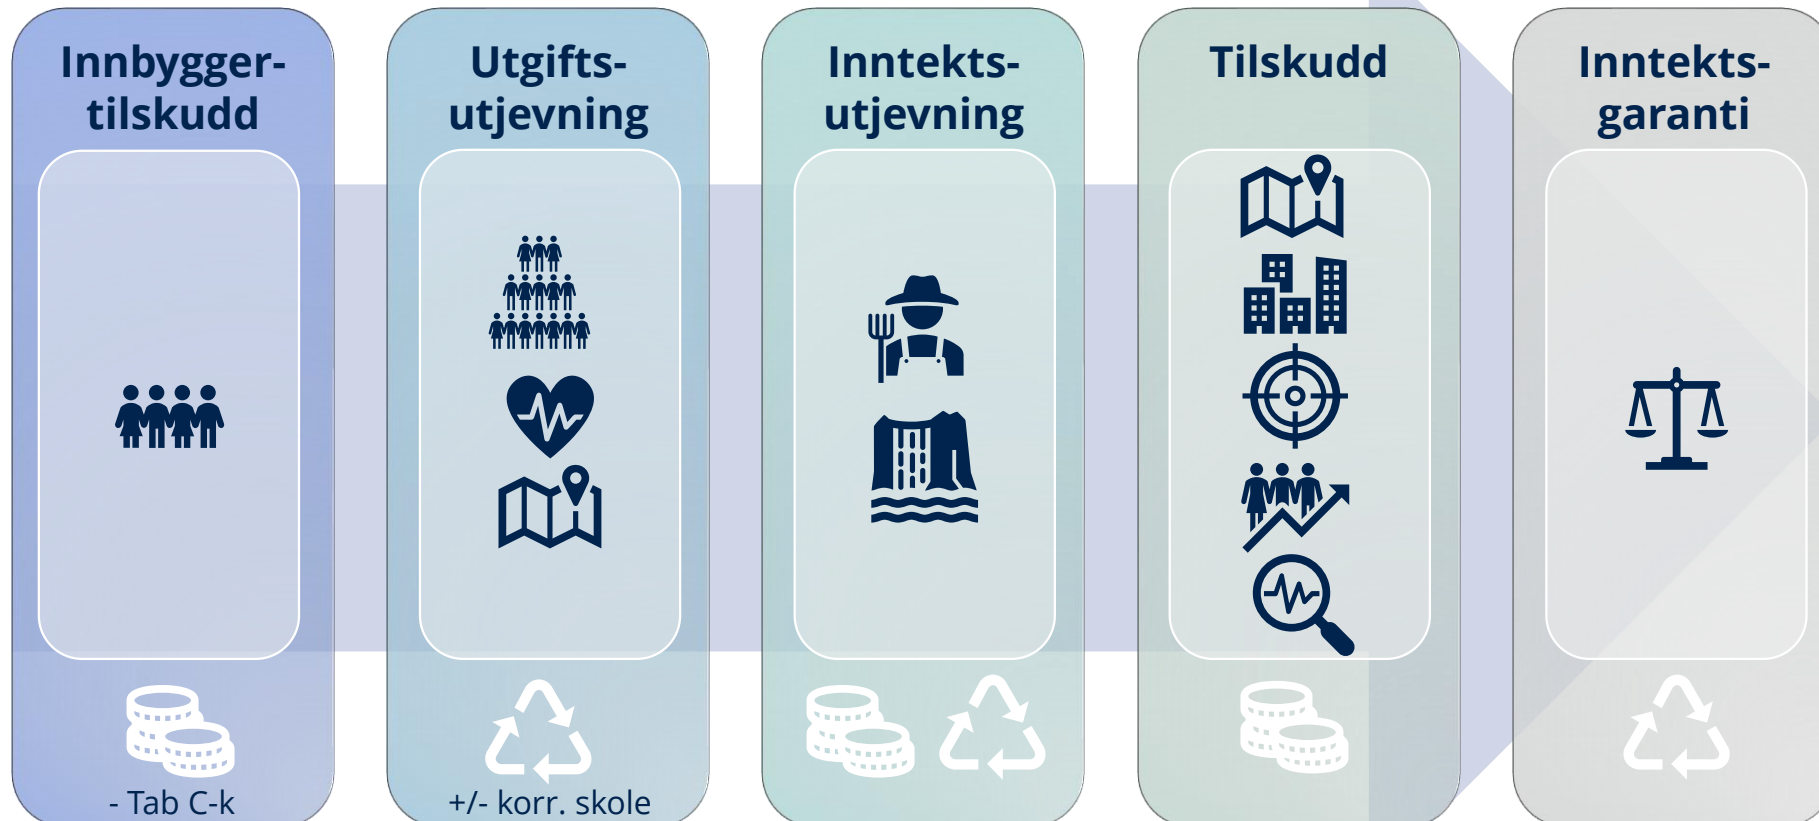 Innbygger-
tilskudd
Utgifts-
utjevning
Inntekts-
utjevning
Tilskudd
Inntekts-
garanti
- Tab C-k
+/- korr. skole